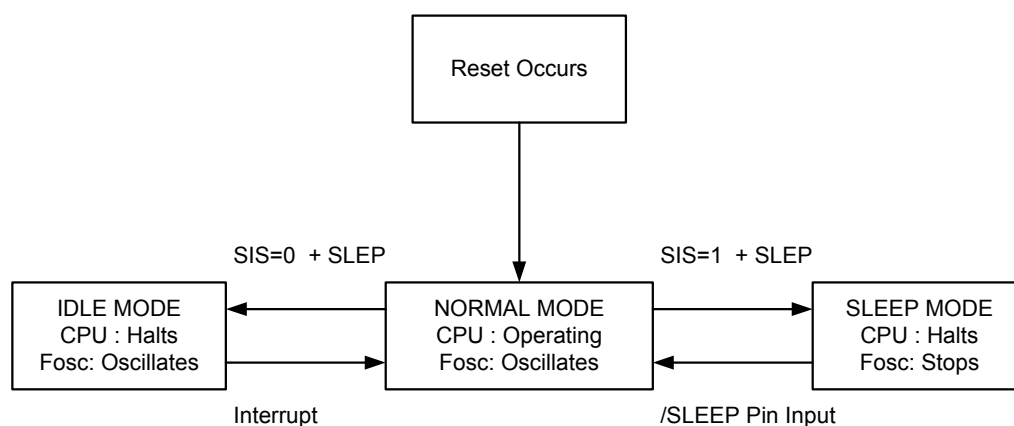 Reset Occurs
SIS=0 + SLEP
SIS=1 + SLEP
IDLE MODE
CPU : Halts
Fosc: Oscillates
NORMAL MODE
CPU : Operating
Fosc: Oscillates
SLEEP MODE
CPU : Halts
Fosc: Stops
Interrupt
/SLEEP Pin Input